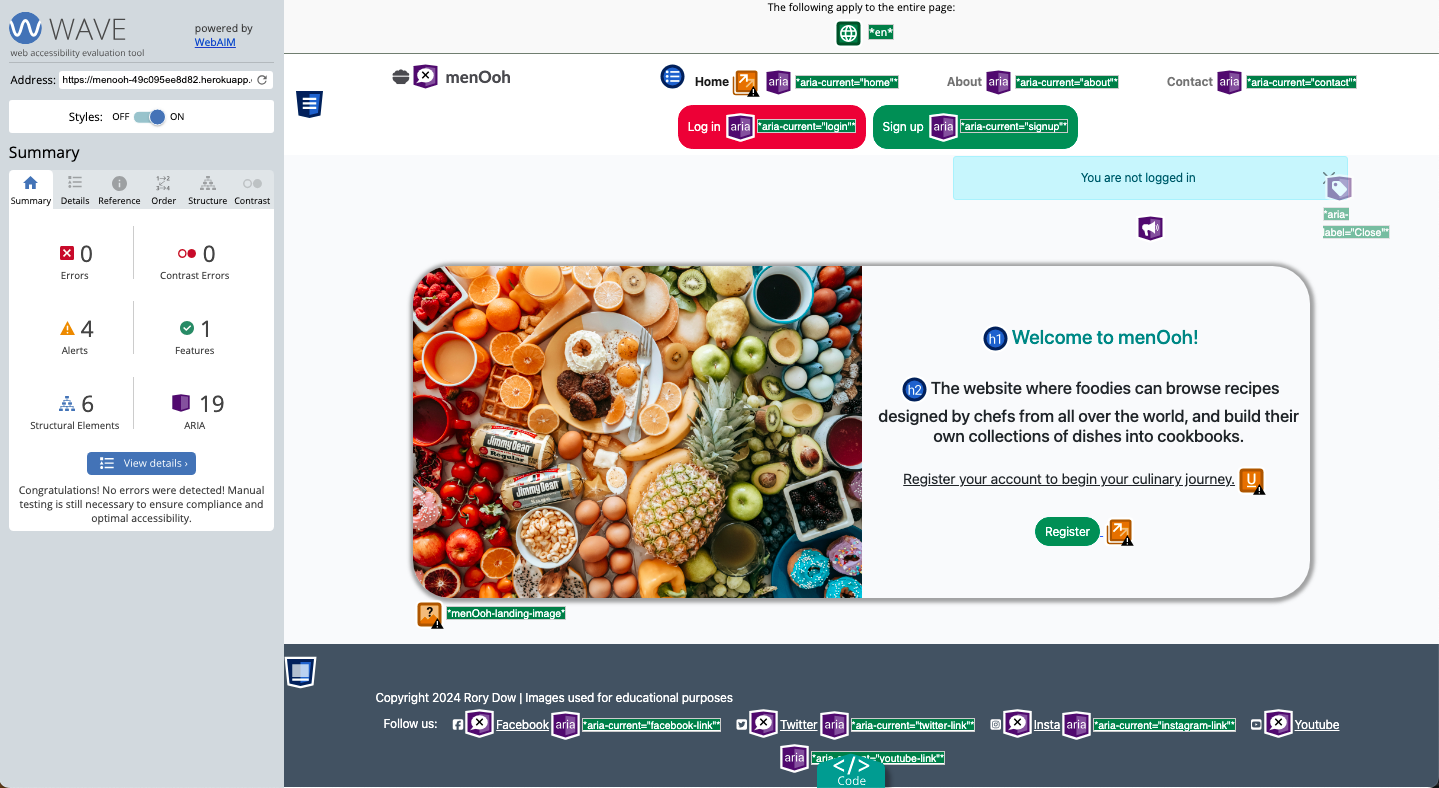 WAVE
powered by
WebAIM
web accessibility evaluation tool
Address: https://menooh-49c095ee8d82.herokuapp.
Styles: OFF ON
Summary
Summary Details Reference Order Structure Contrast
0 Errors
0 Contrast Errors
4 Alerts
1 Features
6 Structural Elements
19 ARIA
View details ›
Congratulations! No errors were detected! Manual
testing is still necessary to ensure compliance and
optimal accessibility.
The following apply to the entire page:
*en*
menOoh
Home aria *aria-current="home"*
About aria *aria-current="about"*
Contact aria *aria-current="contact"*
Log in aria *aria-current="login"*
Sign up aria *aria-current="signup"*
You are not logged in
*aria-
label="Close"*
Jimmy Dean
Regular
Jimmy Dean
h1 Welcome to menOoh!
h2 The website where foodies can browse recipes
designed by chefs from all over the world, and build their
own collections of dishes into cookbooks.
Register your account to begin your culinary journey. U
Register
? *menOoh-landing-image*
Copyright 2024 Rory Dow | Images used for educational purposes
Follow us: Facebook aria *aria-current="facebook-link"* Twitter aria *aria-current="twitter-link"* Insta aria *aria-current="instagram-link"* Youtube
aria
</> Code